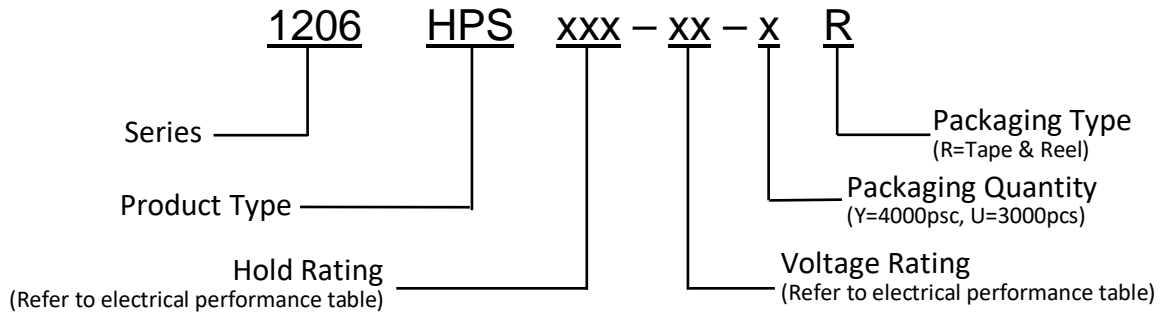 1206 HPS xxx – xx – x R
Series
Packaging Type
(R=Tape & Reel)
Product Type
Packaging Quantity
(Y=4000psc, U=3000pcs)
Hold Rating
(Refer to electrical performance table)
Voltage Rating
(Refer to electrical performance table)